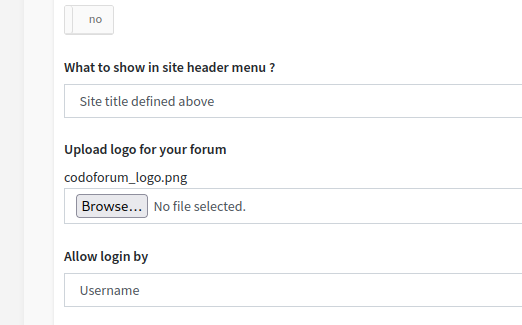 no
What to show in site header menu ?
Site title defined above
Upload logo for your forum
codoforum_logo.png
Browse... No file selected.
Allow login by
Username